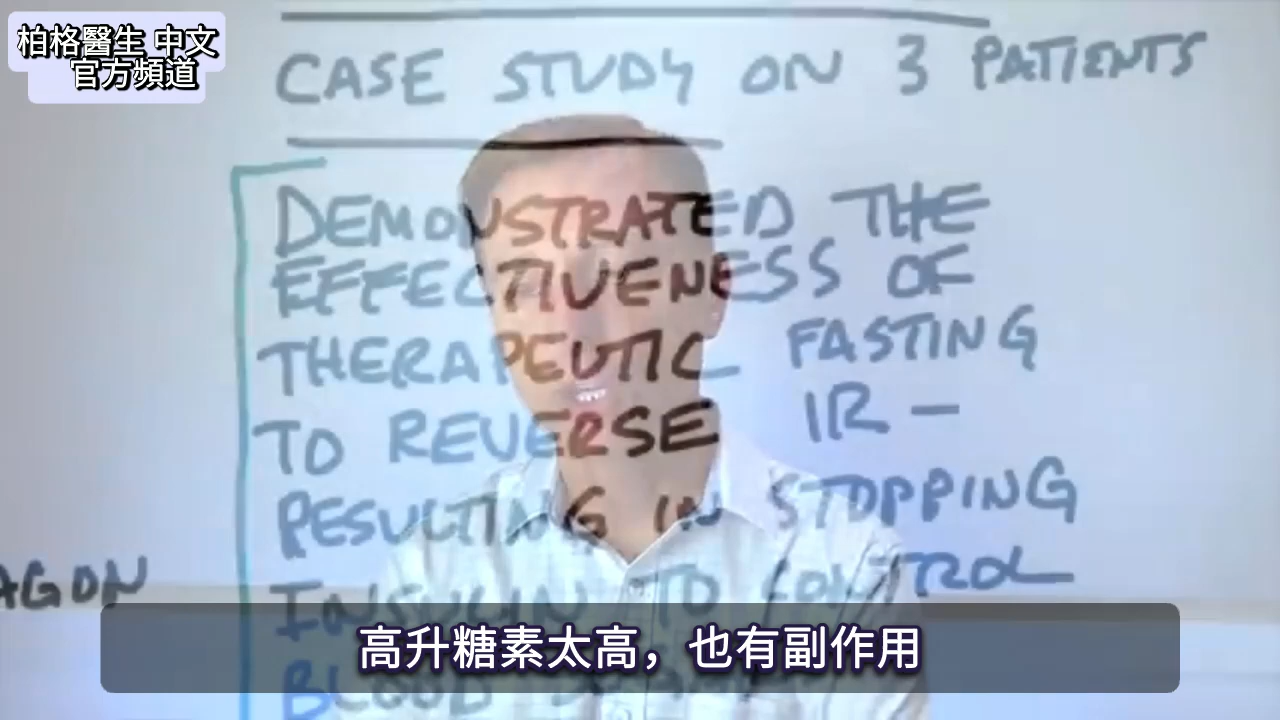 柏格醫生 中文
官方頻道
CASE STUDY ON 3 PATIENTS
DEMONSTRATED THE
EFFECTIVENESS OF
THERAPEUTIC FASTING
TO REVERSE IR -
RESULTING IN STOPPING
INSULIN TO CONTROL
BLOOD
AGON
高升糖素太高，也有副作用